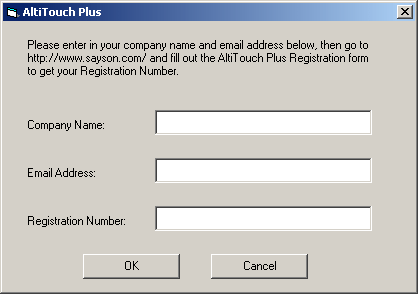 AltiTouch Plus
Please enter in your company name and email address below, then go to
http://www.sayson.com/ and fill out the AltiTouch Plus Registration form
to get your Registration Number.
Company Name:
Email Address:
Registration Number:
OK Cancel